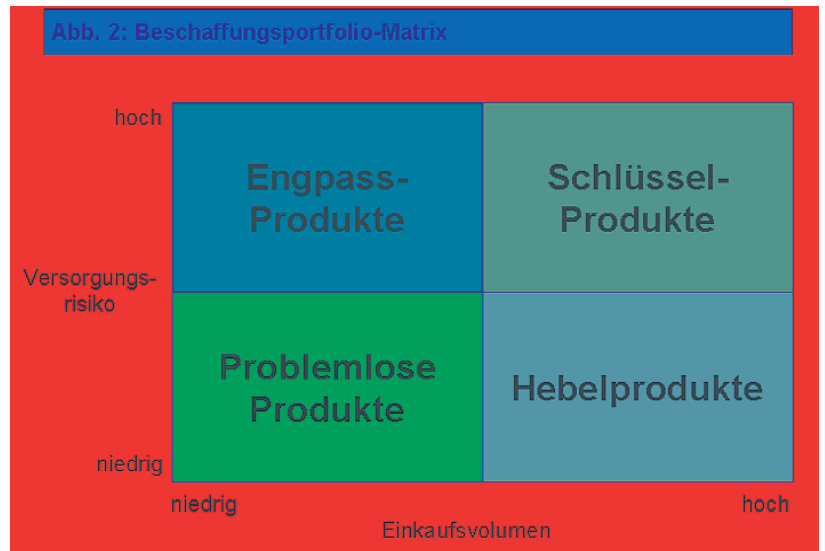 Abb. 2: Beschaffungsportfolio-Matrix
hoch
Engpass-
Produkte
Schlüssel-
Produkte
Versorgungs-
risiko
Problemlose
Produkte
Hebelprodukte
niedrig
niedrig
hoch
Einkaufsvolumen